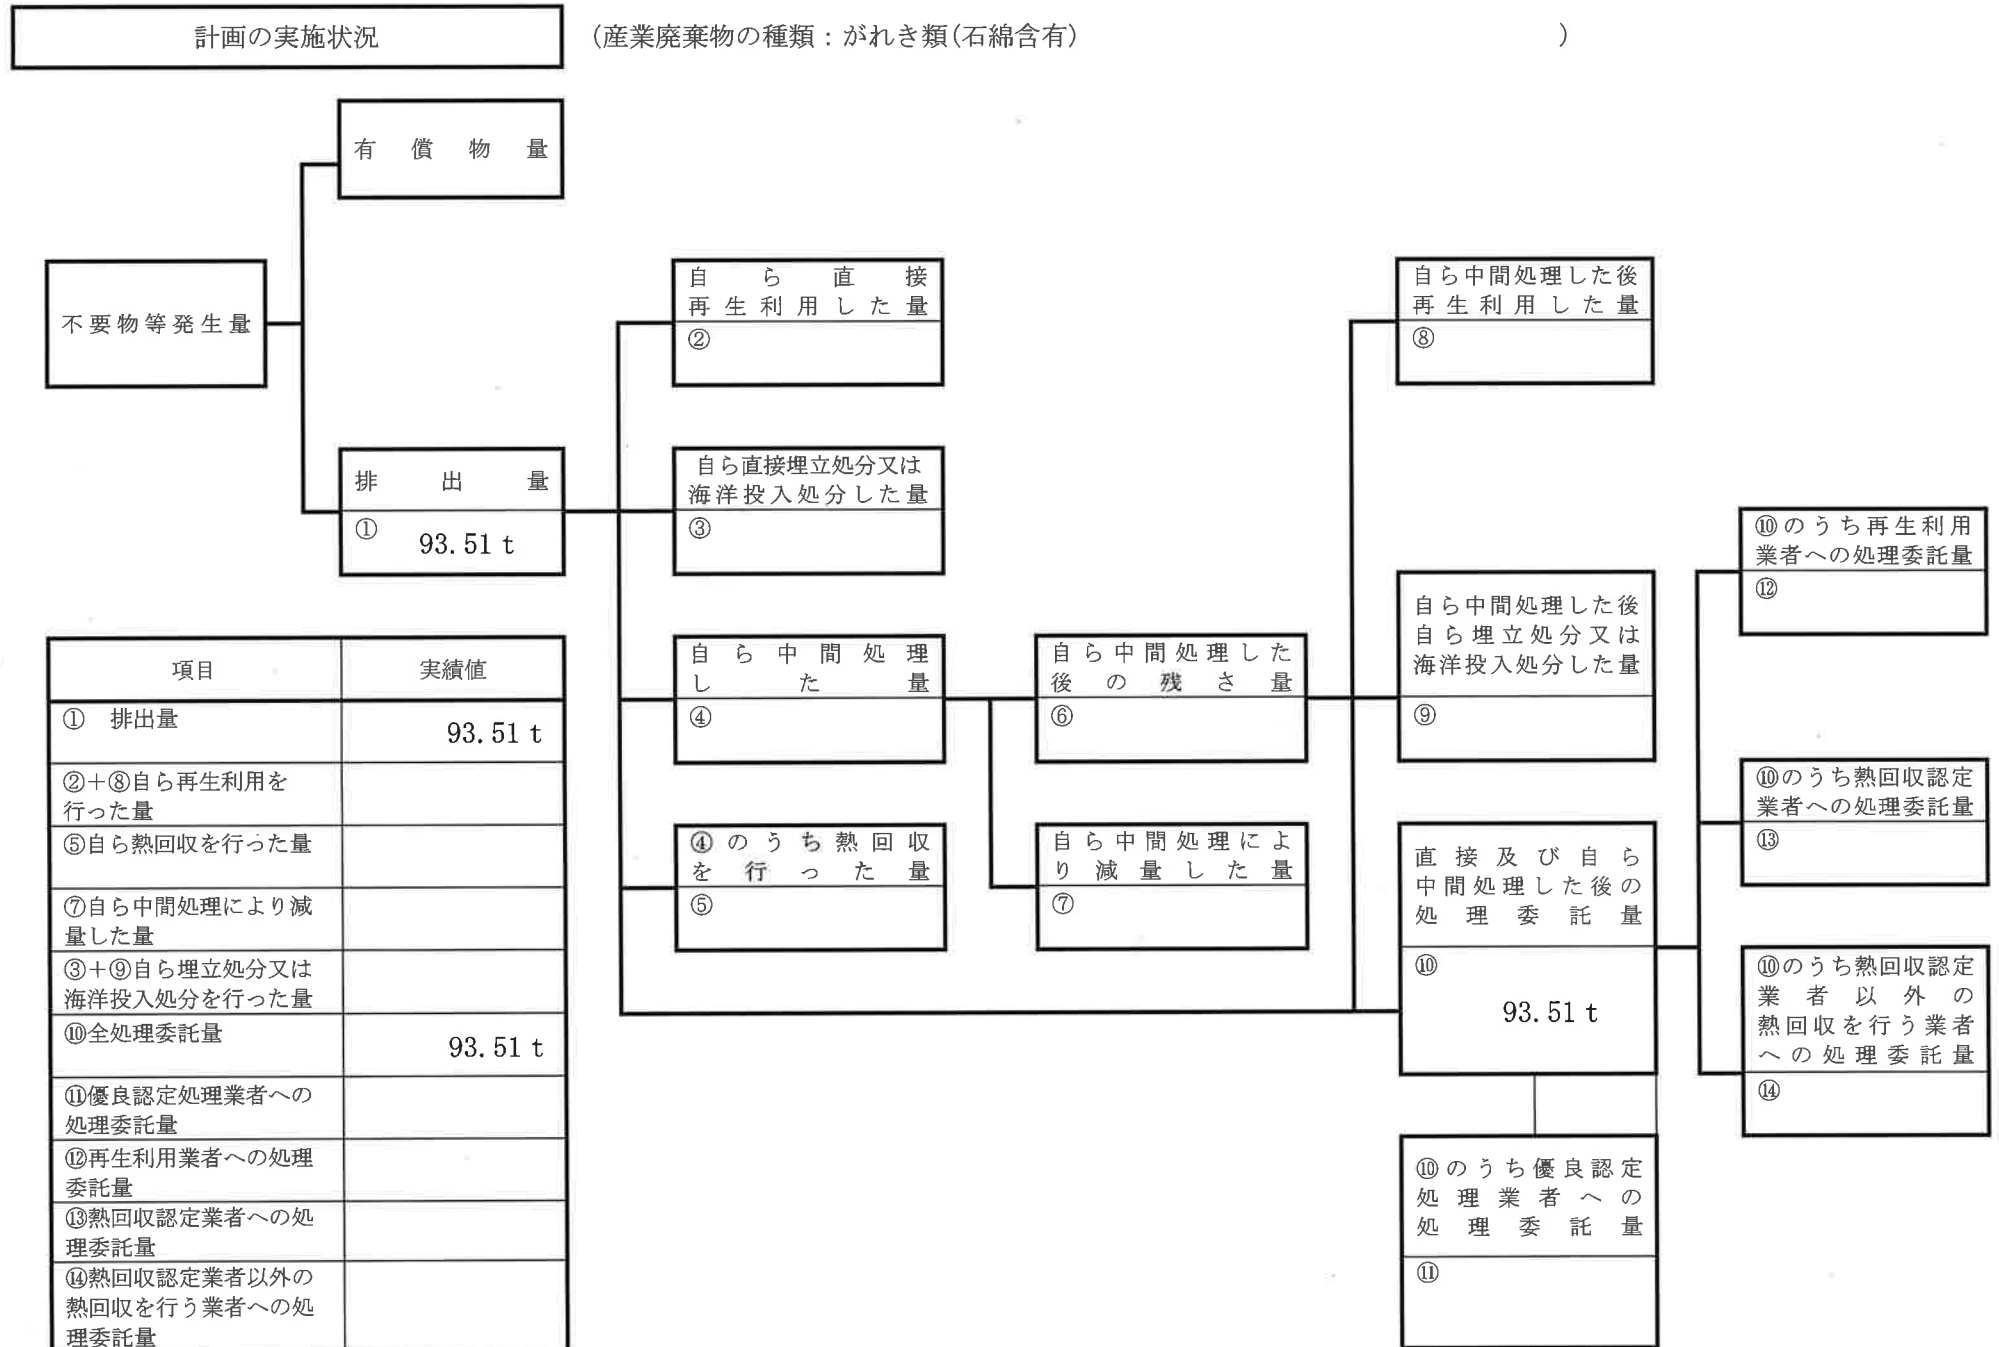 計画の実施状況
（産業廃棄物の種類：がれき類(石綿含有)　）
有償物量
不要物等発生量
排出量
① 93.51 t
自ら直接
再生利用した量
②
自ら直接埋立処分又は
海洋投入処分した量
③
自ら中間処理
した量
④
④のうち熱回収
を行った量
⑤
自ら中間処理した
後の残さ量
⑥
自ら中間処理によ
り減量した量
⑦
自ら中間処理した後
再生利用した量
⑧
自ら中間処理した後
自ら埋立処分又は
海洋投入処分した量
⑨
直接及び自ら
中間処理した後の
処理委託量
⑩
93.51 t
⑩のうち優良認定
処理業者への
処理委託量
⑪
⑩のうち再生利用
業者への処理委託量
⑫
⑩のうち熱回収認定
業者への処理委託量
⑬
⑩のうち熱回収認定
業者以外の
熱回収を行う業者
への処理委託量
⑭
項目 実績値
① 排出量 93.51 t
②＋⑧自ら再生利用を
行った量
⑤自ら熱回収を行った量
⑦自ら中間処理により減
量した量
③＋⑨自ら埋立処分又は
海洋投入処分を行った量
⑩全処理委託量 93.51 t
⑪優良認定処理業者への
処理委託量
⑫再生利用業者への処理
委託量
⑬熱回収認定業者への処
理委託量
⑭熱回収認定業者以外の
熱回収を行う業者への処
理委託量